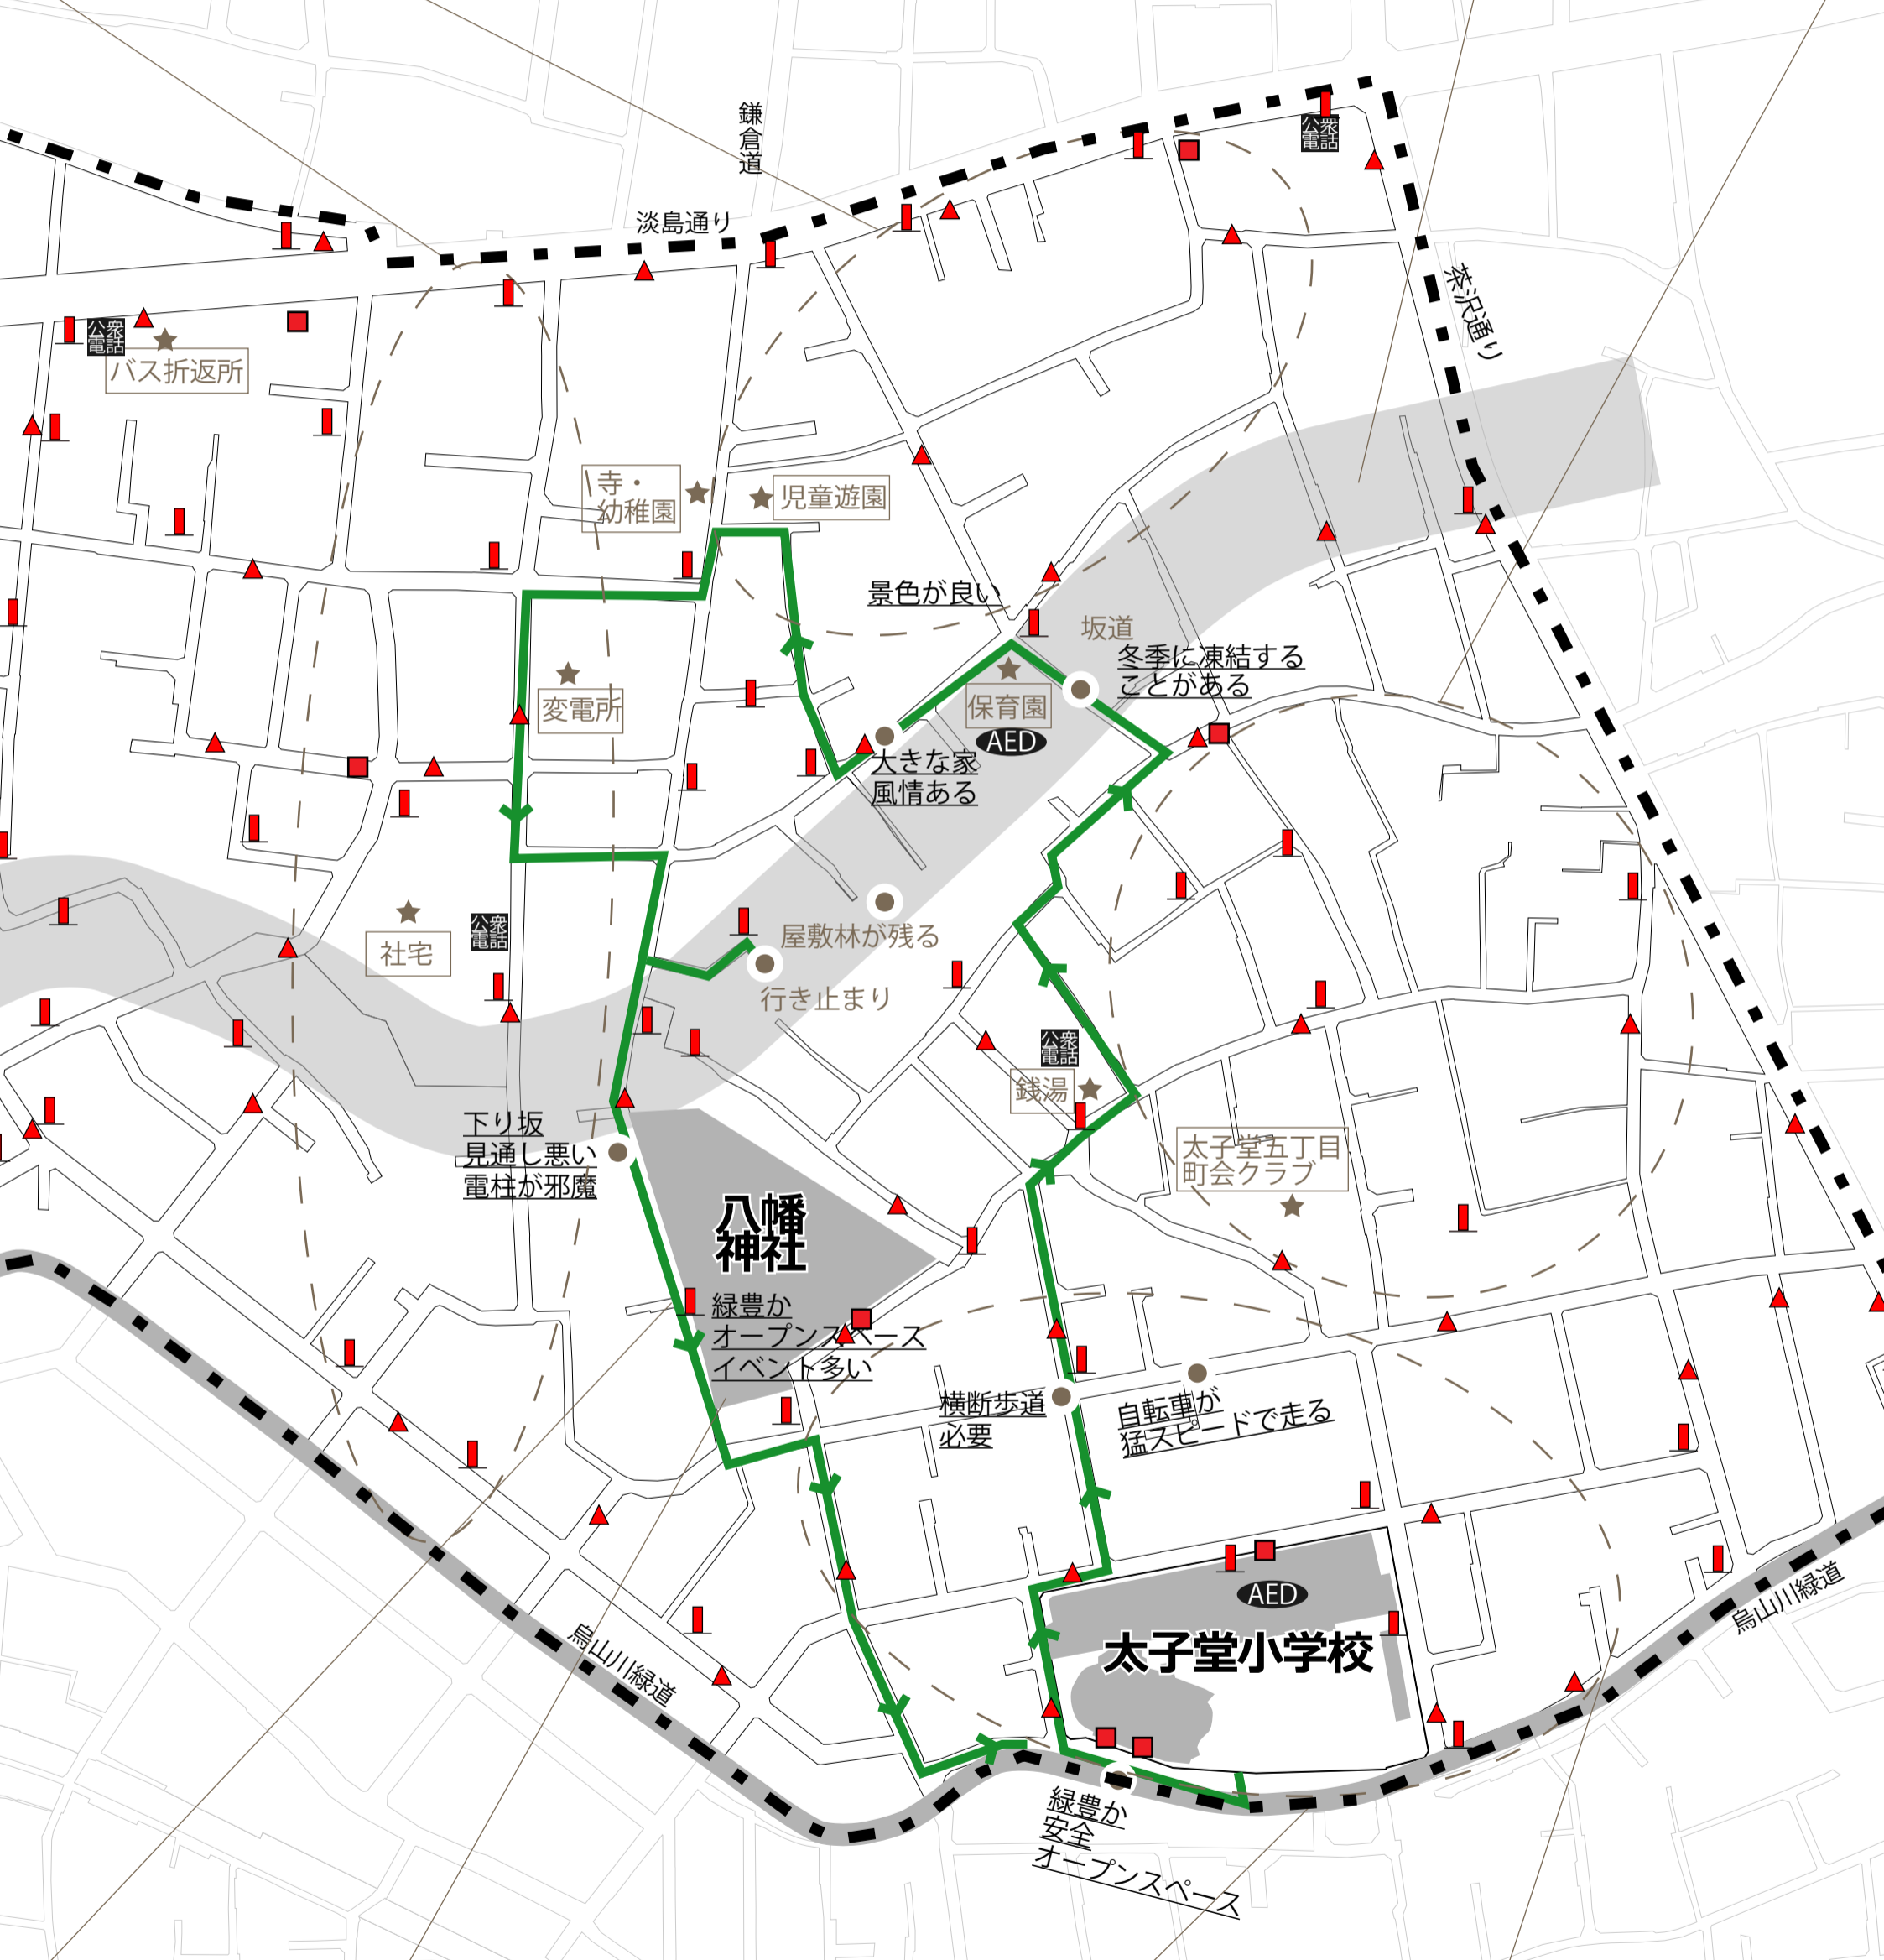 鎌倉道
淡島通り
公衆
電話
茶沢通り
公衆
電話
バス折返所
寺・
幼稚園
児童遊園
景色が良い
坂道
冬季に凍結する
ことがある
変電所
保育園
AED
大きな家
風情ある
社宅
公衆
電話
屋敷林が残る
行き止まり
公衆
電話
銭湯
下り坂
見通し悪い
電柱が邪魔
太子堂五丁目
町会クラブ
八幡
神社
緑豊か
オープンスペース
イベント多い
横断歩道
必要
自転車が
猛スピードで走る
AED
太子堂小学校
烏山川緑道
烏山川緑道
緑豊か
安全
オープンスペース